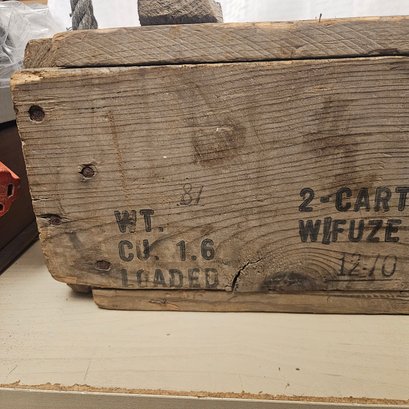 81
WT.
CU. 1.6
LOADED
2-CART
W/FUZE
12-10